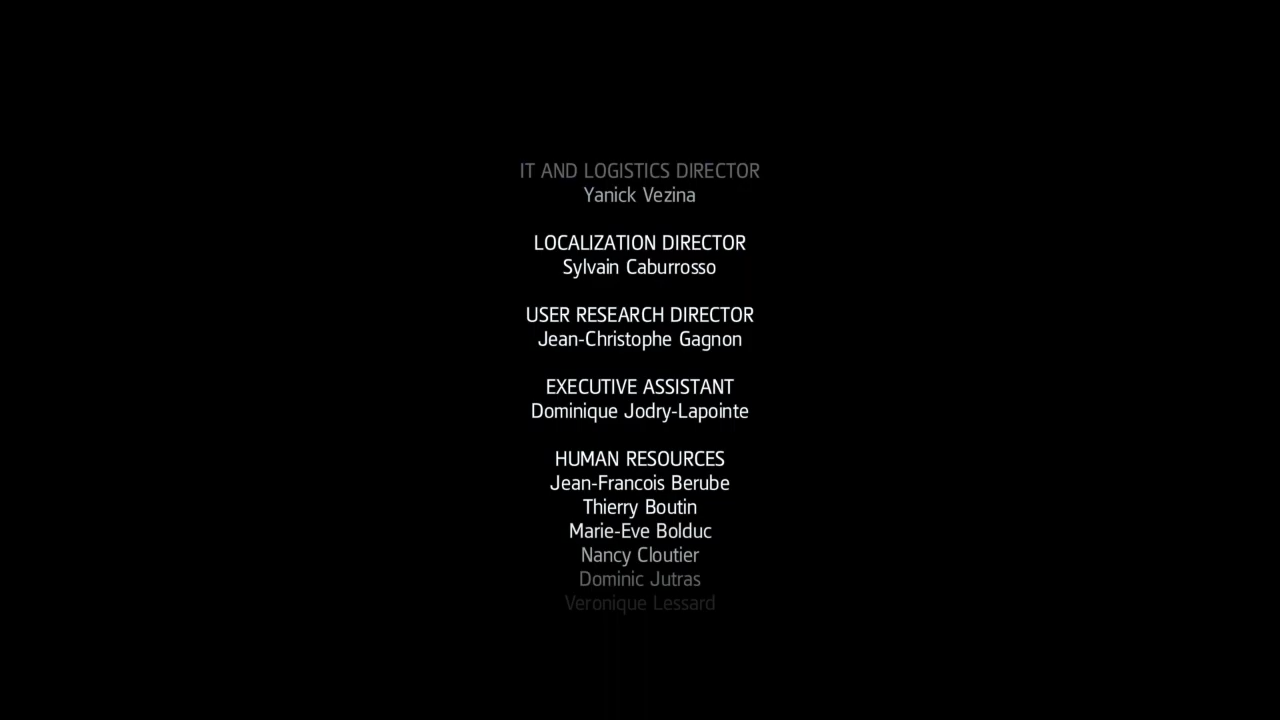 IT AND LOGISTICS DIRECTOR
Yanick Vezina
LOCALIZATION DIRECTOR
Sylvain Caburrosso
USER RESEARCH DIRECTOR
Jean-Christophe Gagnon
EXECUTIVE ASSISTANT
Dominique Jodry-Lapointe
HUMAN RESOURCES
Jean-Francois Berube
Thierry Boutin
Marie-Eve Bolduc
Nancy Cloutier
Dominic Jutras
Veronique Lessard